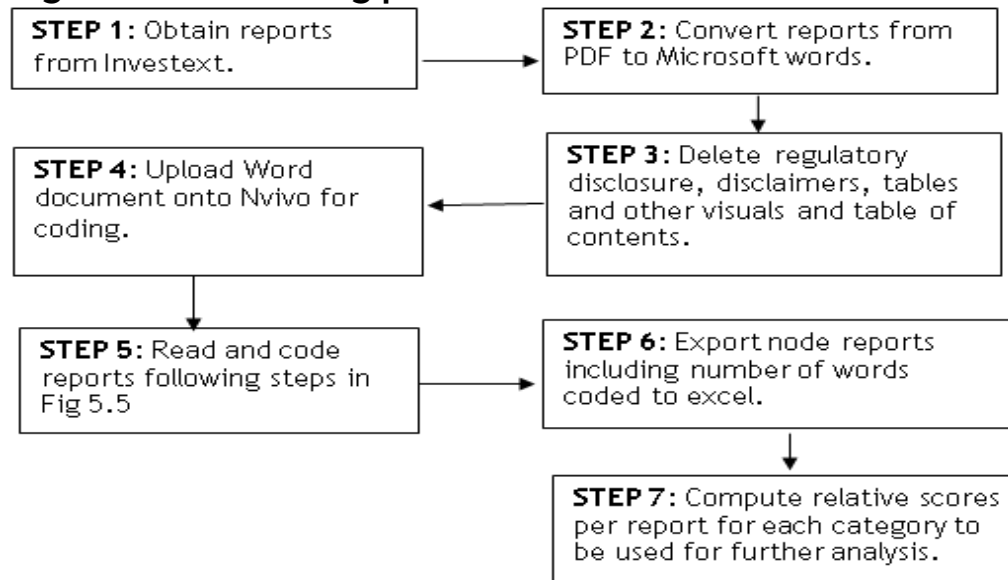 STEP 1: Obtain reports
from Investext.
STEP 2: Convert reports from
PDF to Microsoft words.
STEP 3: Delete regulatory
disclosure, disclaimers, tables
and other visuals and table of
contents.
STEP 4: Upload Word
document onto Nvivo for
coding.
STEP 5: Read and code
reports following steps in
Fig 5.5
STEP 6: Export node reports
including number of words
coded to excel.
STEP 7: Compute relative scores
per report for each category to
be used for further analysis.